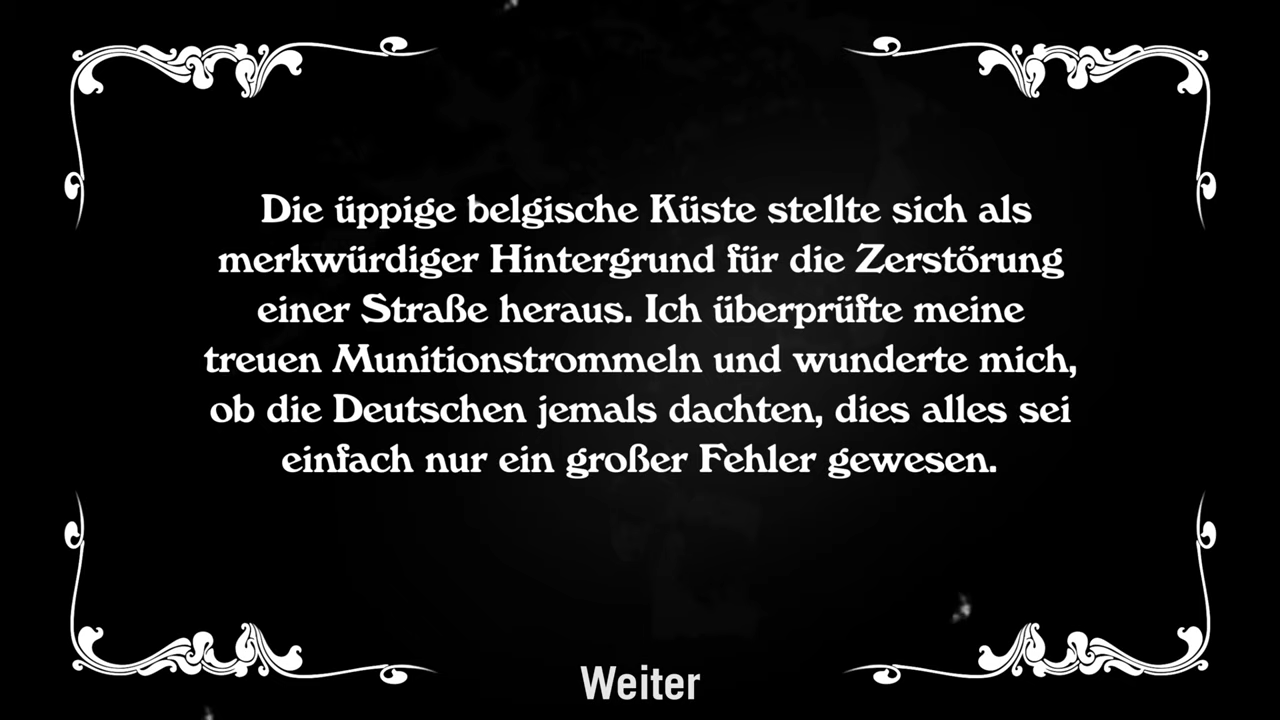 Die üppige belgische Küste stellte sich als
merkwürdiger Hintergrund für die Zerstörung
einer Straße heraus. Ich überprüfte meine
treuen Munitionstrommeln und wunderte mich,
ob die Deutschen jemals dachten, dies alles sei
einfach nur ein großer Fehler gewesen.
Weiter